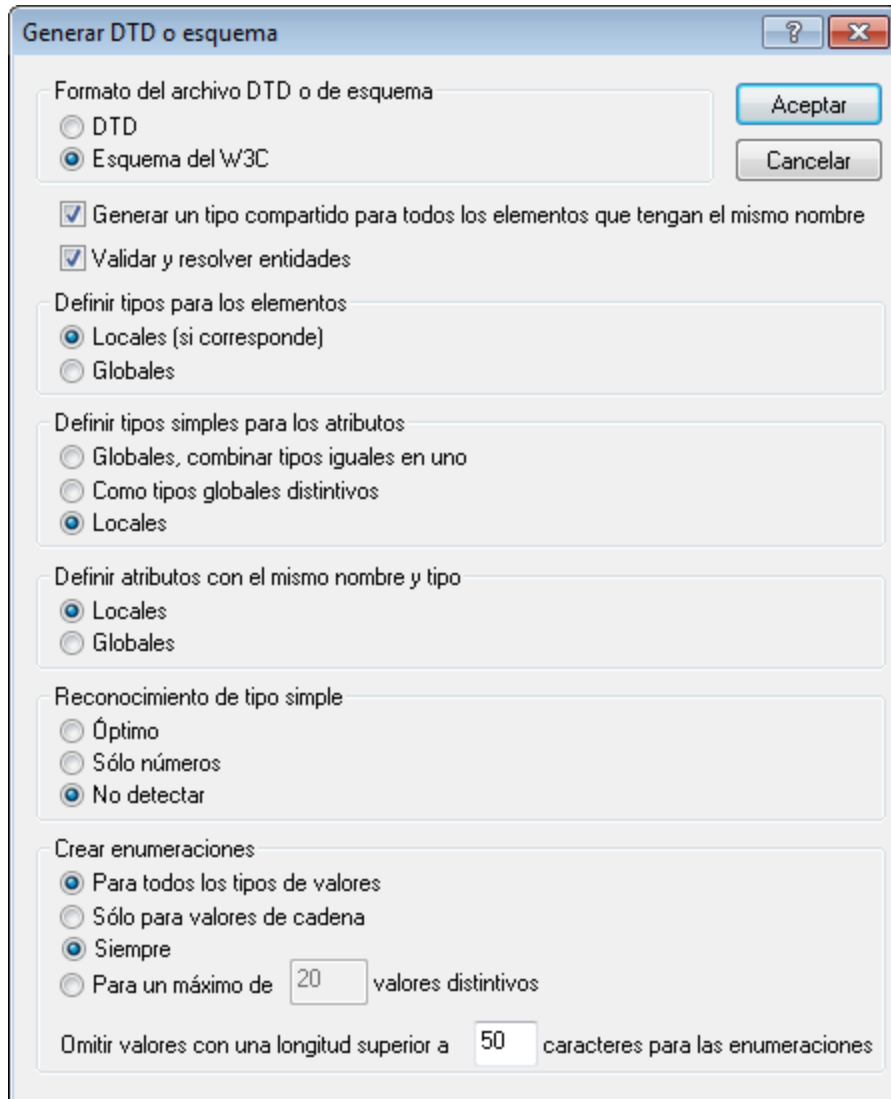 Generar DTD o esquema
Formato del archivo DTD o de esquema
DTD
Esquema del W3C
Aceptar
Cancelar
Generar un tipo compartido para todos los elementos que tengan el mismo nombre
Validar y resolver entidades
Definir tipos para los elementos
Locales (si corresponde)
Globales
Definir tipos simples para los atributos
Globales, combinar tipos iguales en uno
Como tipos globales distintivos
Locales
Definir atributos con el mismo nombre y tipo
Locales
Globales
Reconocimiento de tipo simple
Óptimo
Sólo números
No detectar
Crear enumeraciones
Para todos los tipos de valores
Sólo para valores de cadena
Siempre
Para un máximo de 20 valores distintivos
Omitir valores con una longitud superior a 50 caracteres para las enumeraciones